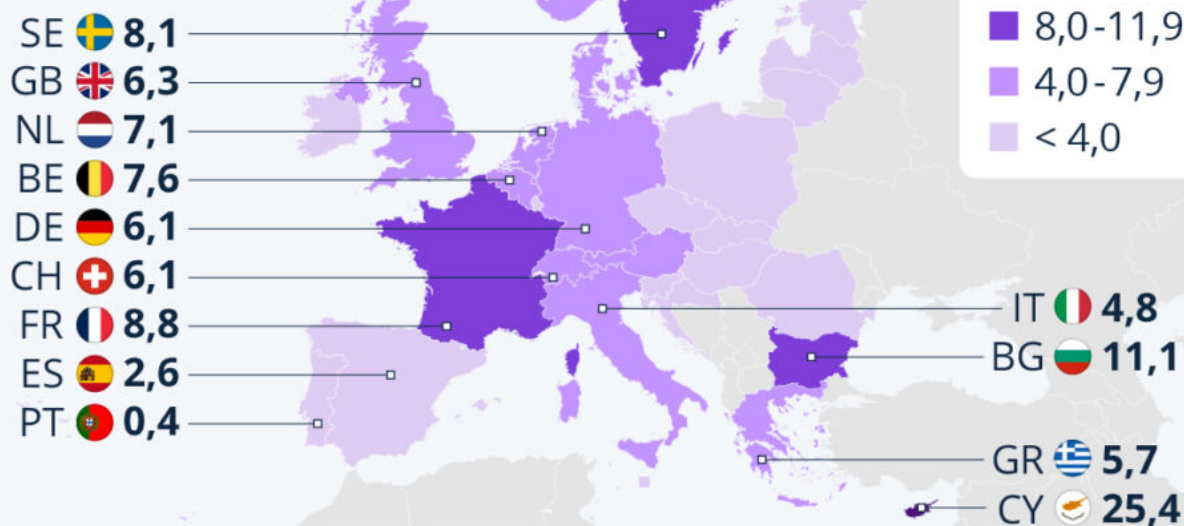 SE 8,1
GB 6,3
NL 7,1
BE 7,6
DE 6,1
CH 6,1
FR 8,8
ES 2,6
PT 0,4
8,0-11,9
4,0-7,9
< 4,0
IT 4,8
BG 11,1
GR 5,7
CY 25,4